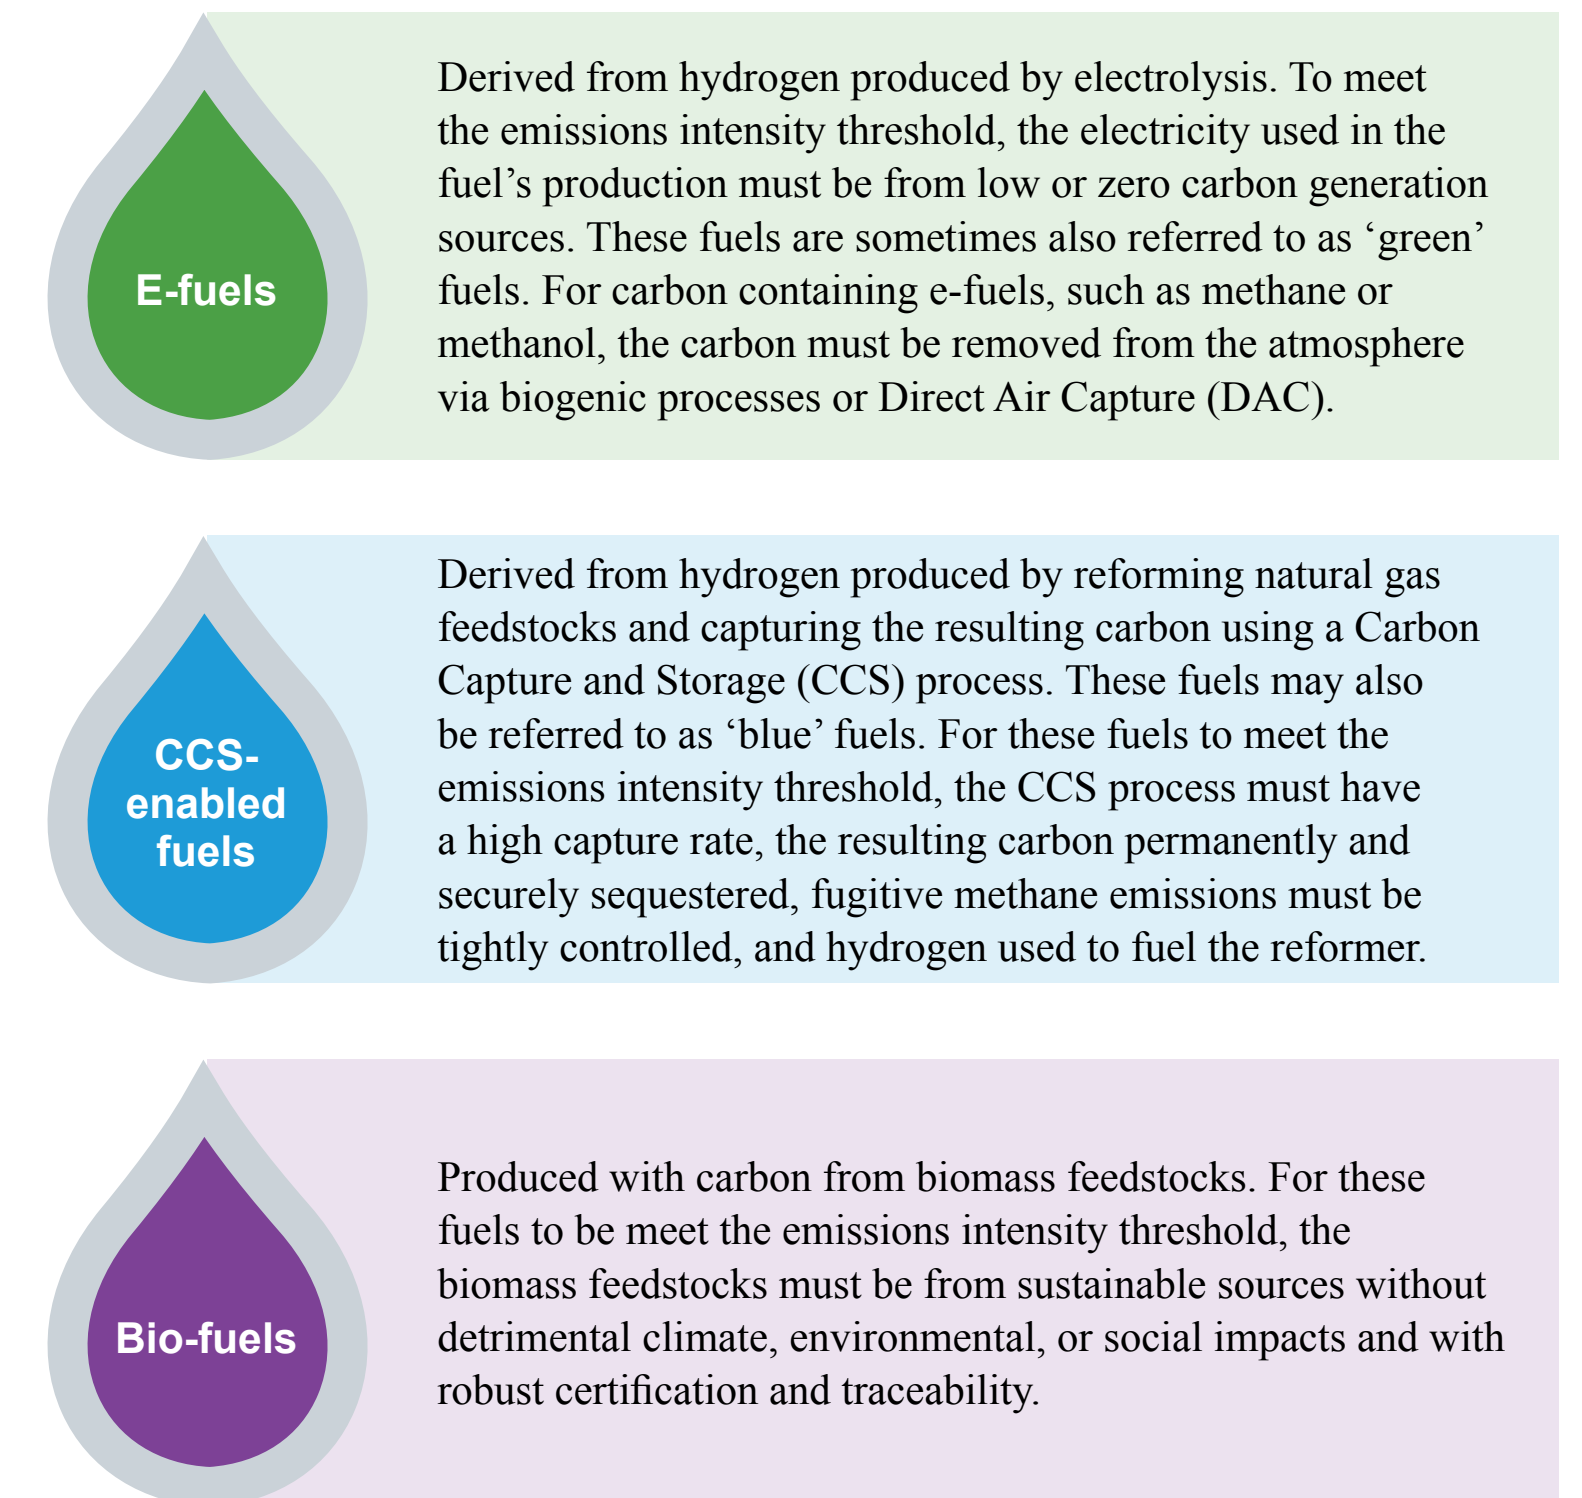 E-fuels
Derived from hydrogen produced by electrolysis. To meet
the emissions intensity threshold, the electricity used in the
fuel’s production must be from low or zero carbon generation
sources. These fuels are sometimes also referred to as ‘green’
fuels. For carbon containing e-fuels, such as methane or
methanol, the carbon must be removed from the atmosphere
via biogenic processes or Direct Air Capture (DAC).
CCS-
enabled
fuels
Derived from hydrogen produced by reforming natural gas
feedstocks and capturing the resulting carbon using a Carbon
Capture and Storage (CCS) process. These fuels may also
be referred to as ‘blue’ fuels. For these fuels to meet the
emissions intensity threshold, the CCS process must have
a high capture rate, the resulting carbon permanently and
securely sequestered, fugitive methane emissions must be
tightly controlled, and hydrogen used to fuel the reformer.
Bio-fuels
Produced with carbon from biomass feedstocks. For these
fuels to be meet the emissions intensity threshold, the
biomass feedstocks must be from sustainable sources without
detrimental climate, environmental, or social impacts and with
robust certification and traceability.